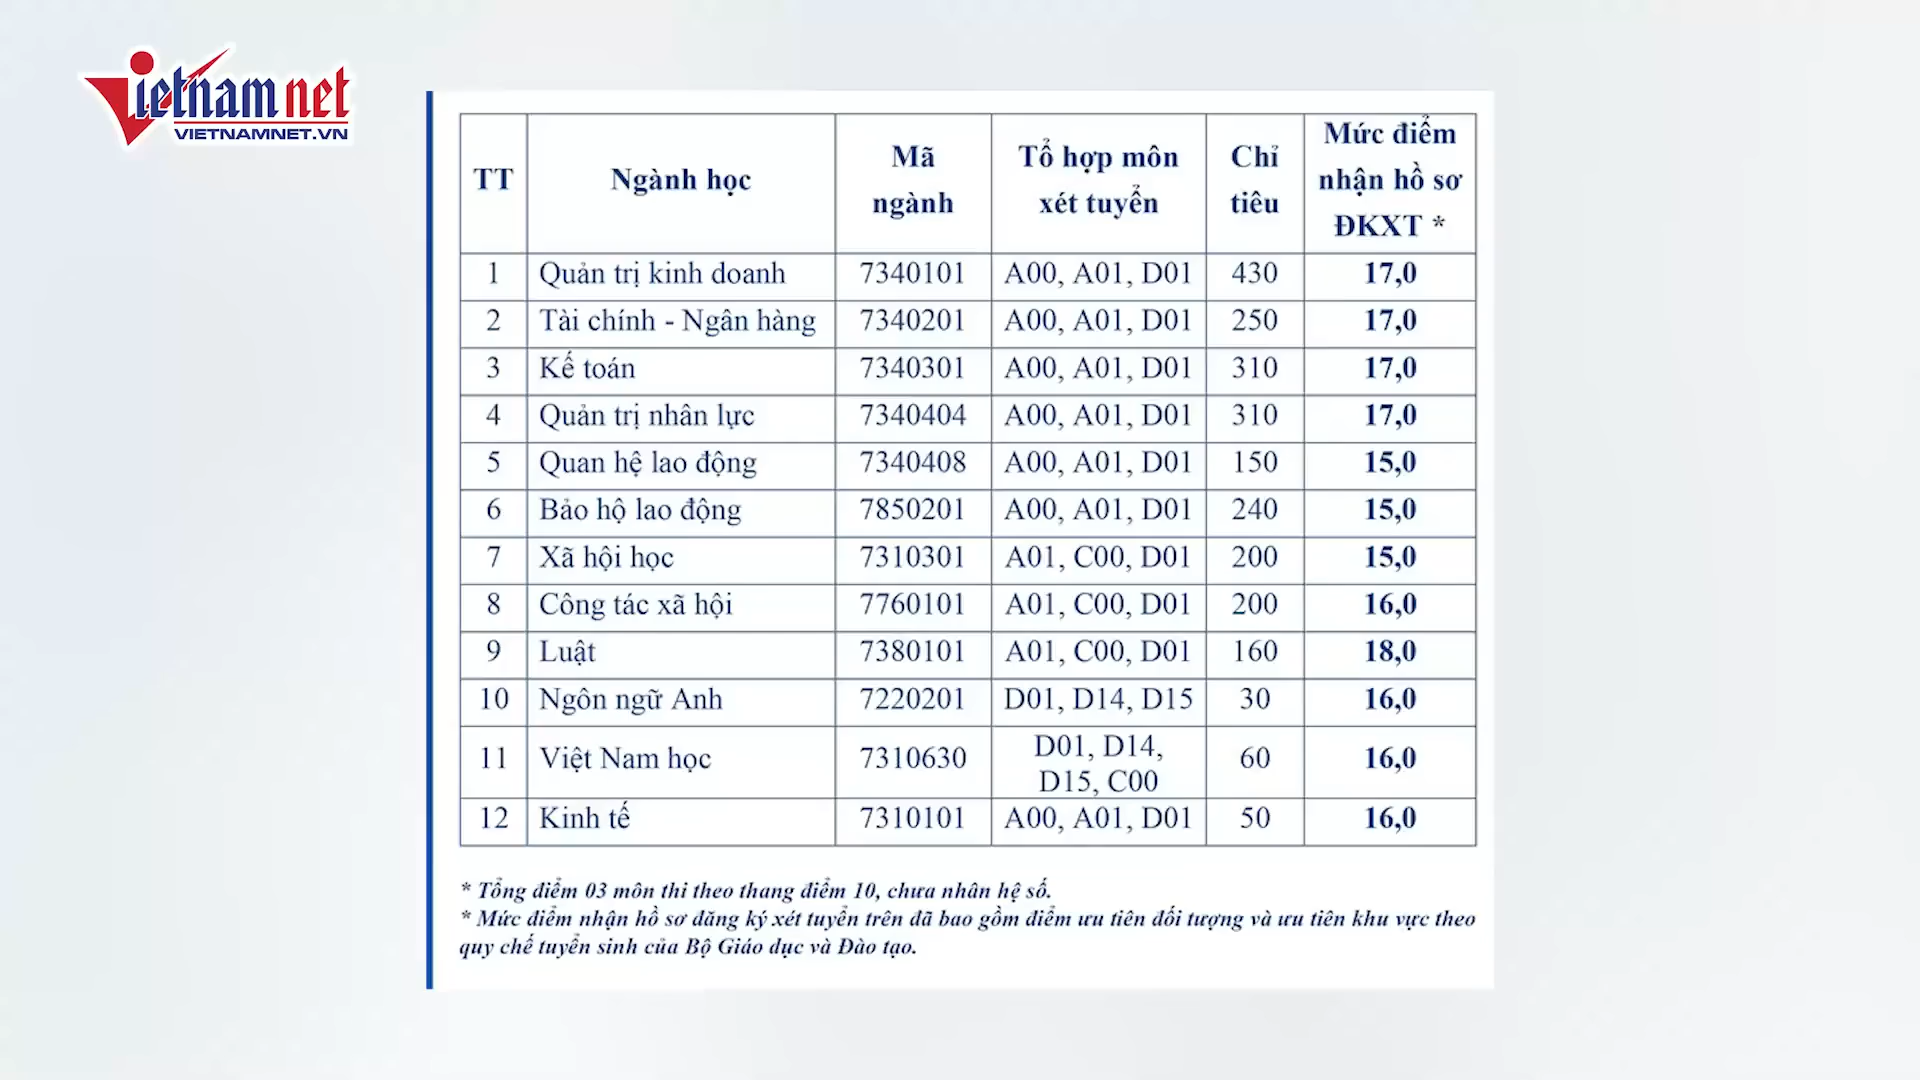 Vietnamnet
VIETNAMNET.VN
TT Ngành học Mã ngành Tổ hợp môn xét tuyển Chỉ tiêu Mức điểm nhận hồ sơ ĐKXT *
1 Quản trị kinh doanh 7340101 A00, A01, D01 430 17,0
2 Tài chính - Ngân hàng 7340201 A00, A01, D01 250 17,0
3 Kế toán 7340301 A00, A01, D01 310 17,0
4 Quản trị nhân lực 7340404 A00, A01, D01 310 17,0
5 Quan hệ lao động 7340408 A00, A01, D01 150 15,0
6 Bảo hộ lao động 7850201 A00, A01, D01 240 15,0
7 Xã hội học 7310301 A01, C00, D01 200 15,0
8 Công tác xã hội 7760101 A01, C00, D01 200 16,0
9 Luật 7380101 A01, C00, D01 160 18,0
10 Ngôn ngữ Anh 7220201 D01, D14, D15 30 16,0
11 Việt Nam học 7310630 D01, D14, D15, C00 60 16,0
12 Kinh tế 7310101 A00, A01, D01 50 16,0
* Tổng điểm 03 môn thi theo thang điểm 10, chưa nhân hệ số.
* Mức điểm nhận hồ sơ đăng ký xét tuyển trên đã bao gồm điểm ưu tiên đối tượng và ưu tiên khu vực theo
quy chế tuyển sinh của Bộ Giáo dục và Đào tạo.